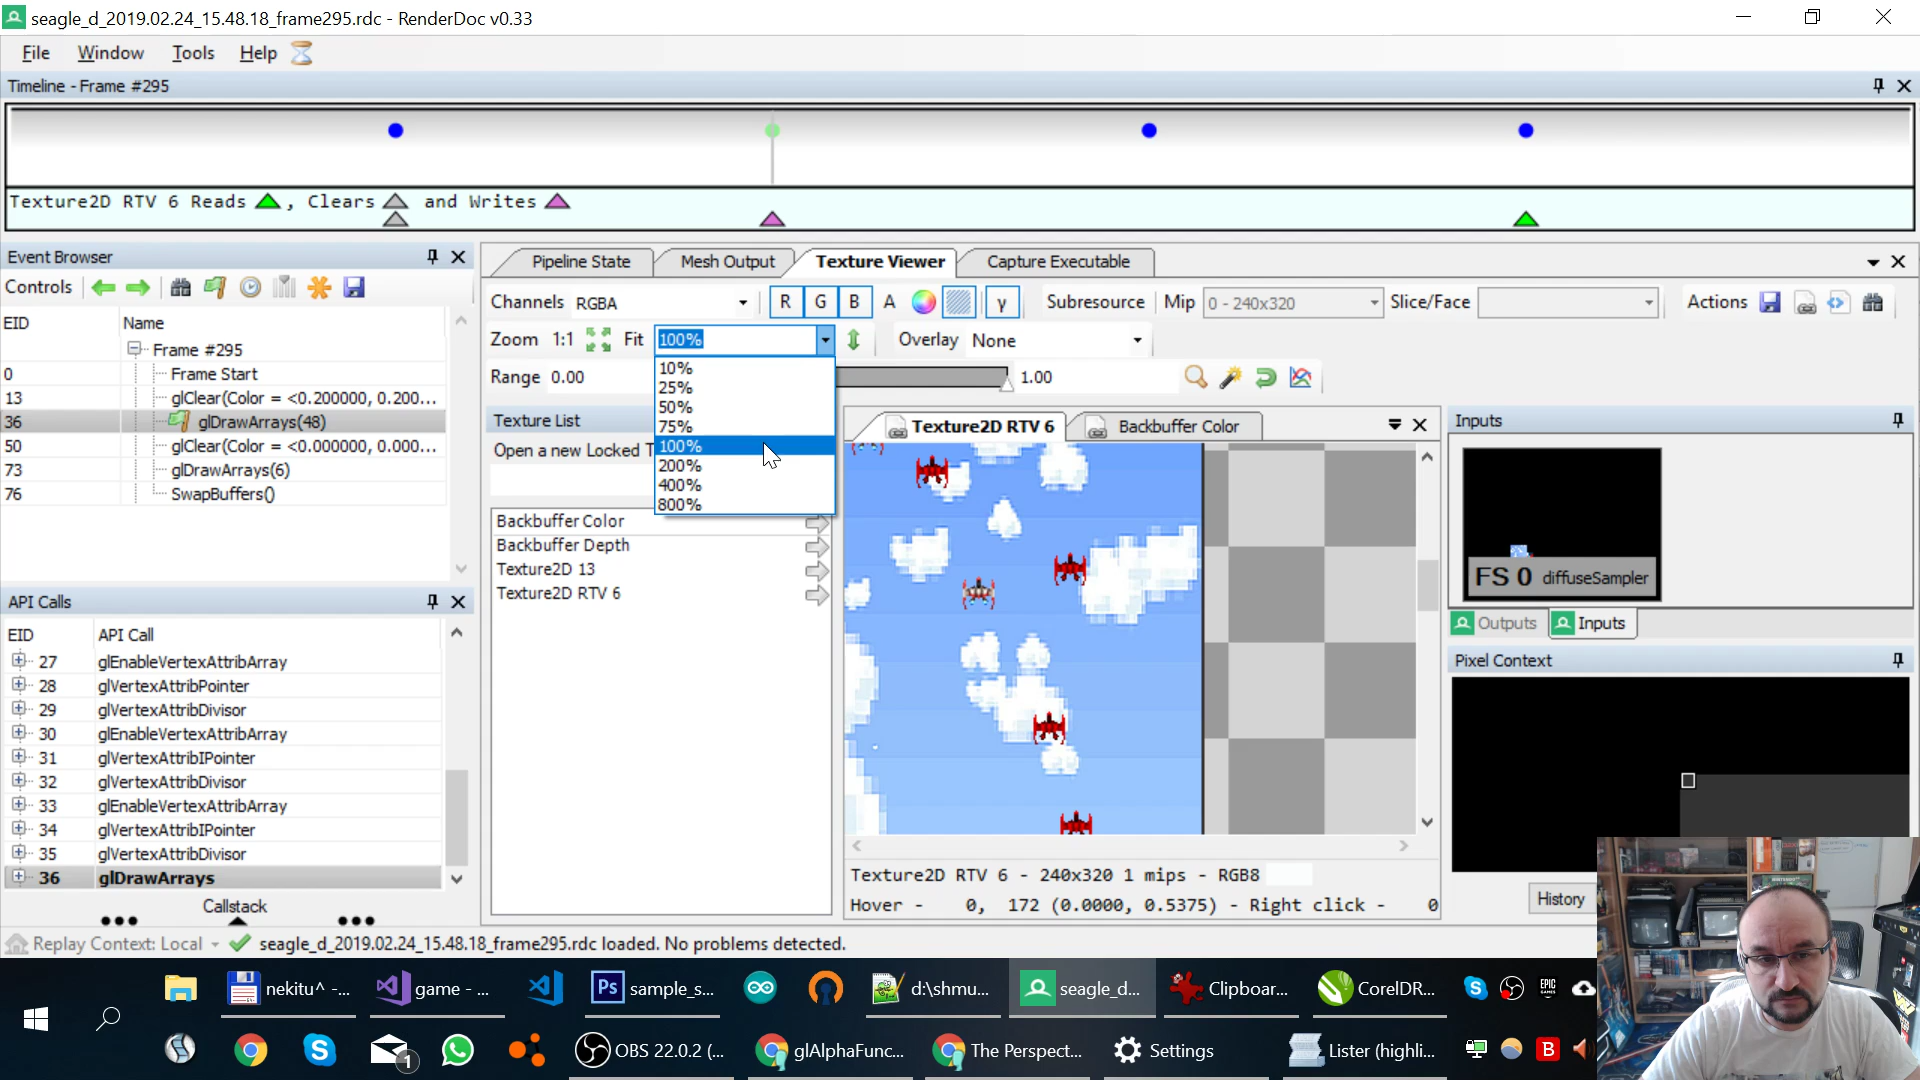 seagle_d_2019.02.24_15.48.18_frame295.rdc - RenderDoc v0.33
File Window Tools Help
Timeline - Frame #295
Texture2D RTV 6 Reads , Clears and Writes
Event Browser
Controls
EID Name
Frame #295
0 Frame Start
13 glClear(Color = <0.200000, 0.200...
36 glDrawArrays(48)
50 glClear(Color = <0.000000, 0.000...
73 glDrawArrays(6)
76 SwapBuffers()
API Calls
EID API Call
27 glEnableVertexAttribArray
28 glVertexAttribPointer
29 glVertexAttribDivisor
30 glEnableVertexAttribArray
31 glVertexAttribIPointer
32 glVertexAttribDivisor
33 glEnableVertexAttribArray
34 glVertexAttribIPointer
35 glVertexAttribDivisor
36 glDrawArrays
Callstack
Pipeline State Mesh Output Texture Viewer Capture Executable
Channels RGBA R G B A γ Subresource Mip 0 - 240x320 Slice/Face Actions
Zoom 1:1 Fit 100% Overlay None
Range 0.00 1.00
10%
25%
50%
75%
100%
200%
400%
800%
Texture List
Open a new Locked T
Backbuffer Color
Backbuffer Depth
Texture2D 13
Texture2D RTV 6
Texture2D RTV 6 Backbuffer Color
Texture2D RTV 6 - 240x320 1 mips - RGB8
Hover - 0, 172 (0.0000, 0.5375) - Right click - 0
Inputs
FS 0 diffuseSampler
Outputs Inputs
Pixel Context
History
Replay Context: Local seagle_d_2019.02.24_15.48.18_frame295.rdc loaded. No problems detected.
nekitu^ -... game - ... Ps sample_s... d:\shmu... seagle_d... Clipboar... CorelDR... EPIC GAMES
1 OBS 22.0.2 (... glAlphaFunc... The Perspect... Settings Lister (highli... B